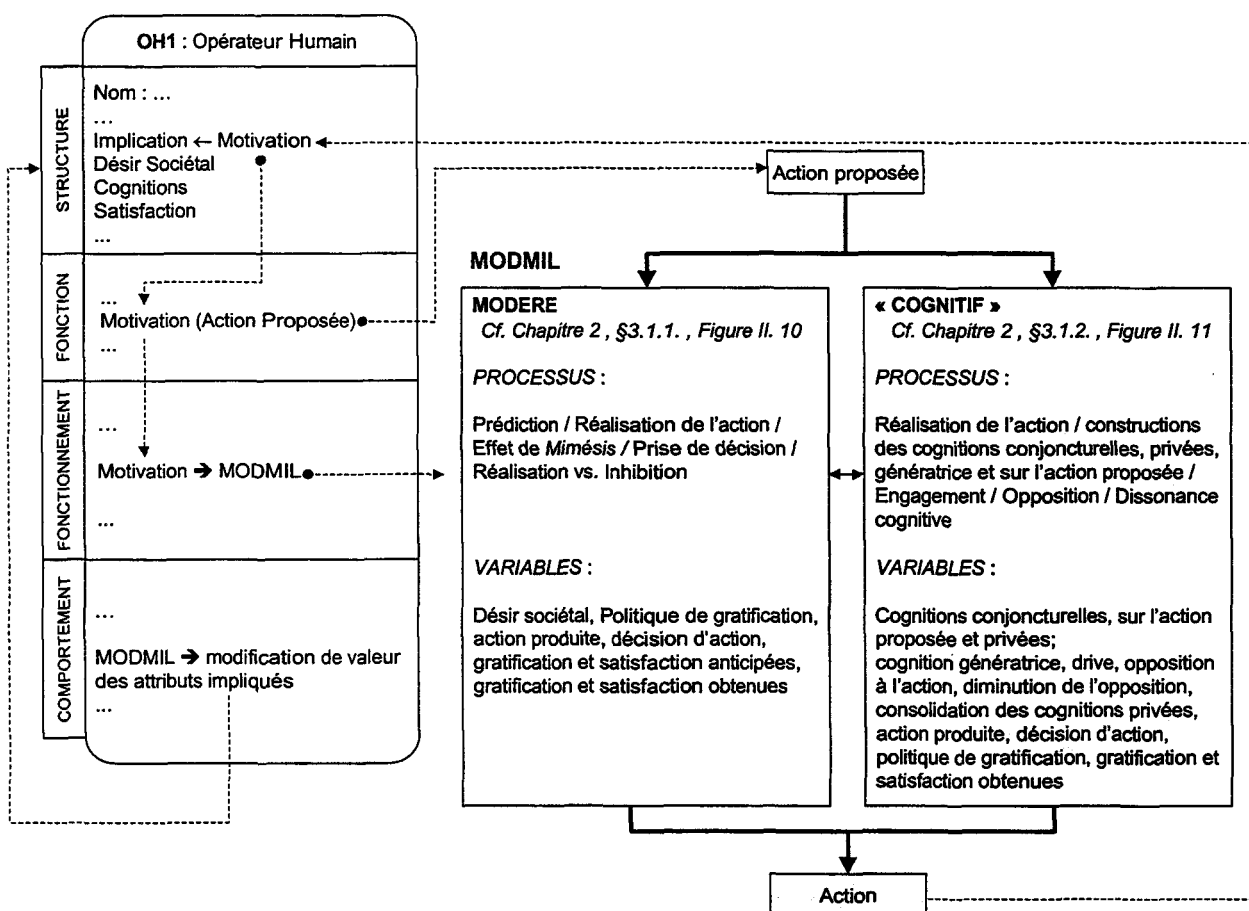 OH1 : Opérateur Humain
STRUCTURE
Nom : ...
...
Implication ← Motivation
Désir Sociétal
Cognitions
Satisfaction
...
FONCTION
...
Motivation (Action Proposée)
...
FONCTIONNEMENT
...
Motivation ➔ MODMIL
...
COMPORTEMENT
...
MODMIL ➔ modification de valeur
des attributs impliqués
...
Action proposée
MODMIL
MODERE
Cf. Chapitre 2 , §3.1.1. , Figure II. 10
PROCESSUS :
Prédiction / Réalisation de l'action /
Effet de Mimésis / Prise de décision /
Réalisation vs. Inhibition
VARIABLES :
Désir sociétal, Politique de gratification,
action produite, décision d'action,
gratification et satisfaction anticipées,
gratification et satisfaction obtenues
« COGNITIF »
Cf. Chapitre 2 , §3.1.2. , Figure II. 11
PROCESSUS :
Réalisation de l'action / constructions
des cognitions conjoncturelles, privées,
génératrice et sur l'action proposée /
Engagement / Opposition / Dissonance
cognitive
VARIABLES :
Cognitions conjoncturelles, sur l'action
proposée et privées;
cognition génératrice, drive, opposition
à l'action, diminution de l'opposition,
consolidation des cognitions privées,
action produite, décision d'action,
politique de gratification, gratification et
satisfaction obtenues
Action